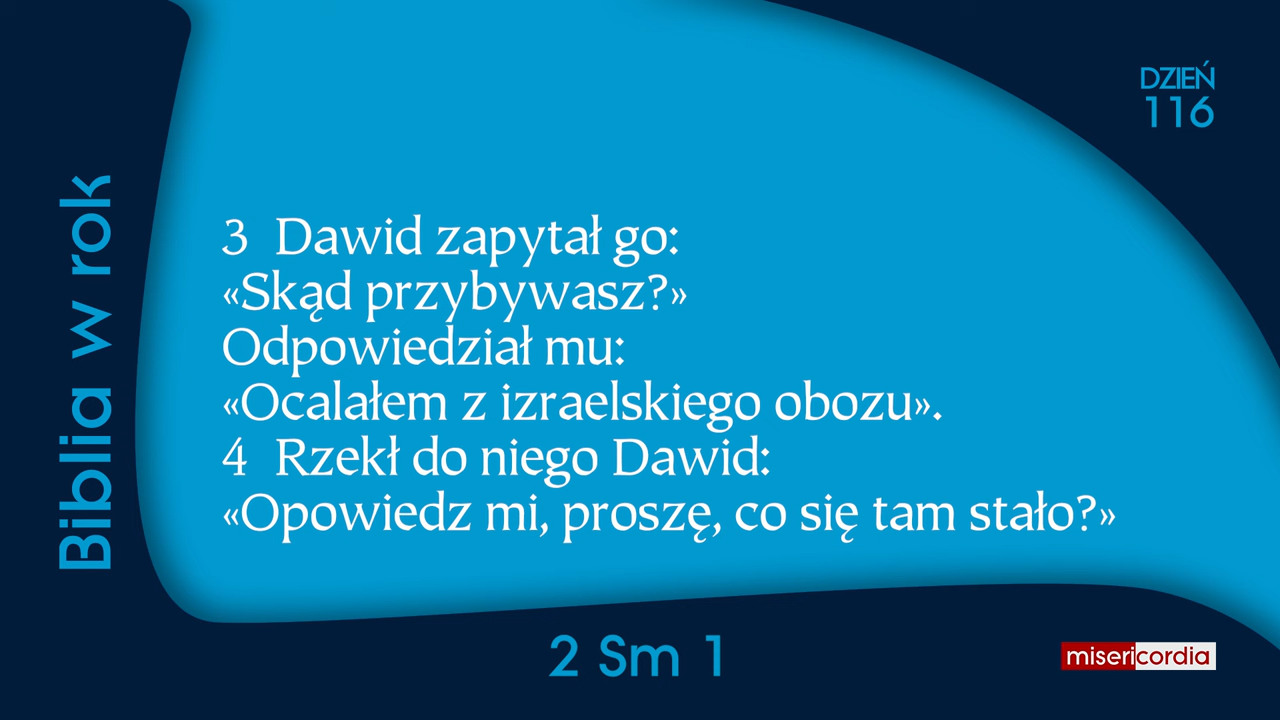 DZIEŃ
116
Biblia w rok
3 Dawid zapytał go:
«Skąd przybywasz?»
Odpowiedział mu:
«Ocalałem z izraelskiego obozu».
4 Rzekł do niego Dawid:
«Opowiedz mi, proszę, co się tam stało?»
2 Sm 1
misericordia